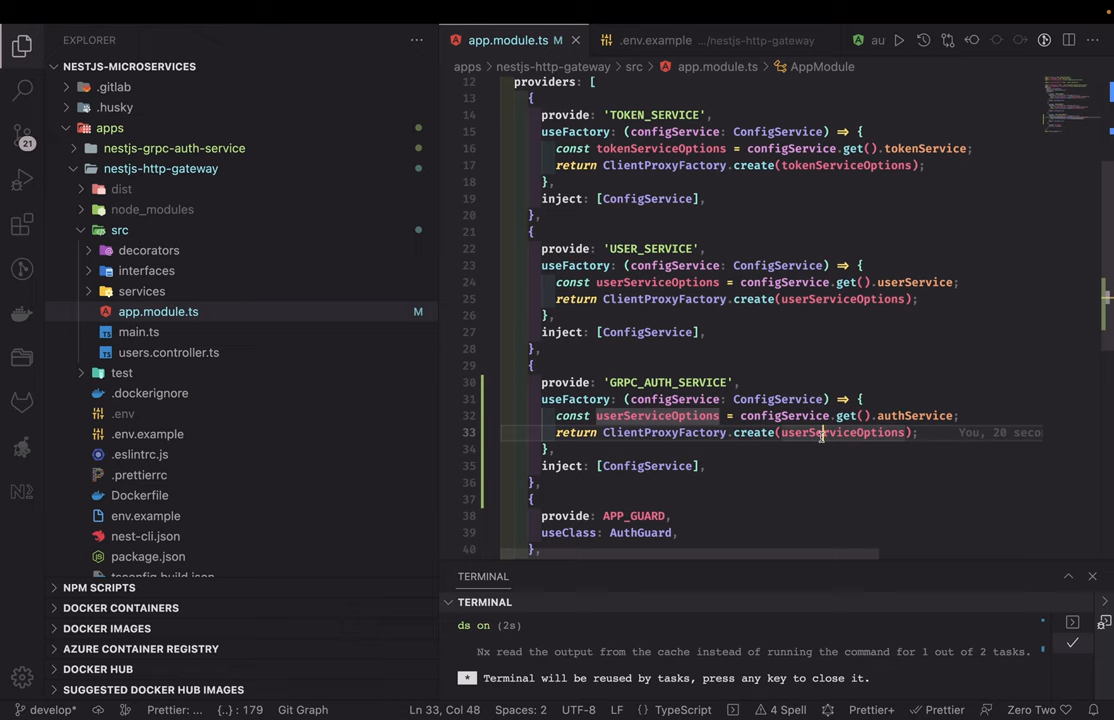 EXPLORER
NESTJS-MICROSERVICES
.gitlab
.husky
apps
nestjs-grpc-auth-service
nestjs-http-gateway
dist
node_modules
src
decorators
interfaces
services
app.module.ts M
main.ts
users.controller.ts
test
.dockerignore
.env
.env.example
.eslintrc.js
.prettierrc
Dockerfile
env.example
nest-cli.json
package.json
tsconfig.build.json
NPM SCRIPTS
DOCKER CONTAINERS
DOCKER IMAGES
AZURE CONTAINER REGISTRY
DOCKER HUB
SUGGESTED DOCKER HUB IMAGES
21
app.module.ts M
.env.example .../nestjs-http-gateway
au
apps > nestjs-http-gateway > src > app.module.ts > AppModule
12 providers: [
13 {
14 provide: 'TOKEN_SERVICE',
15 useFactory: (configService: ConfigService) => {
16 const tokenServiceOptions = configService.get().tokenService;
17 return ClientProxyFactory.create(tokenServiceOptions);
18 },
19 inject: [ConfigService],
20 },
21 {
22 provide: 'USER_SERVICE',
23 useFactory: (configService: ConfigService) => {
24 const userServiceOptions = configService.get().userService;
25 return ClientProxyFactory.create(userServiceOptions);
26 },
27 inject: [ConfigService],
28 },
29 {
30 provide: 'GRPC_AUTH_SERVICE',
31 useFactory: (configService: ConfigService) => {
32 const userServiceOptions = configService.get().authService;
33 return ClientProxyFactory.create(userServiceOptions); You, 20 seco
34 },
35 inject: [ConfigService],
36 },
37 {
38 provide: APP_GUARD,
39 useClass: AuthGuard,
40 },
TERMINAL
TERMINAL
ds on (2s)
Nx read the output from the cache instead of running the command for 1 out of 2 tasks.
* Terminal will be reused by tasks, press any key to close it.
develop* Prettier: ... {..} : 179 Git Graph Ln 33, Col 48 Spaces: 2 UTF-8 LF TypeScript 4 Spell Prettier+ Prettier Zero Two